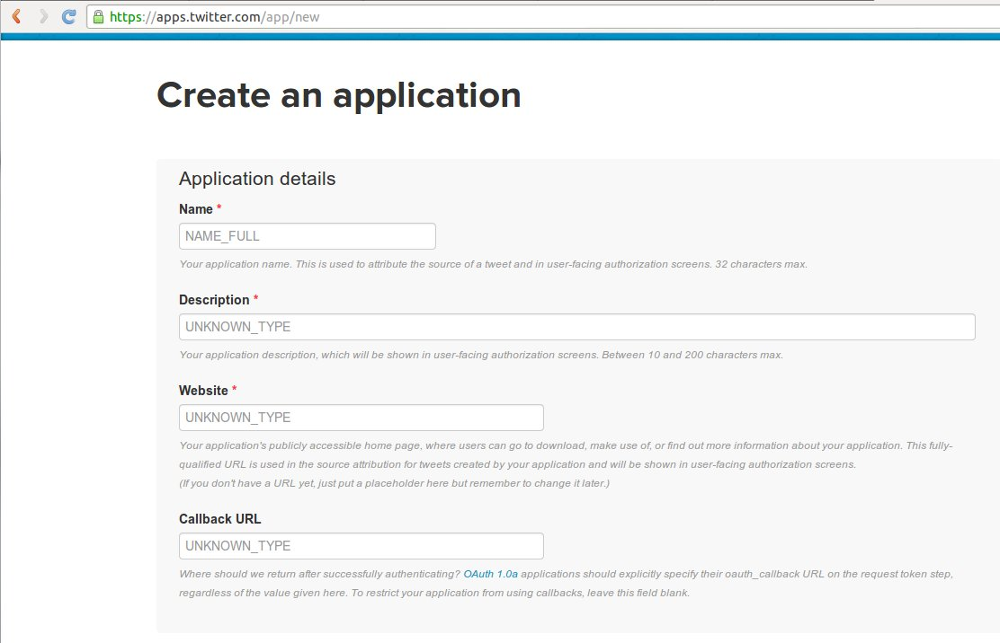 https://apps.twitter.com/app/new
Create an application
Application details
Name *
NAME_FULL
Your application name. This is used to attribute the source of a tweet and in user-facing authorization screens. 32 characters max.
Description *
UNKNOWN_TYPE
Your application description, which will be shown in user-facing authorization screens. Between 10 and 200 characters max.
Website *
UNKNOWN_TYPE
Your application's publicly accessible home page, where users can go to download, make use of, or find out more information about your application. This fully-
qualified URL is used in the source attribution for tweets created by your application and will be shown in user-facing authorization screens.
(If you don't have a URL yet, just put a placeholder here but remember to change it later.)
Callback URL
UNKNOWN_TYPE
Where should we return after successfully authenticating? OAuth 1.0a applications should explicitly specify their oauth_callback URL on the request token step,
regardless of the value given here. To restrict your application from using callbacks, leave this field blank.